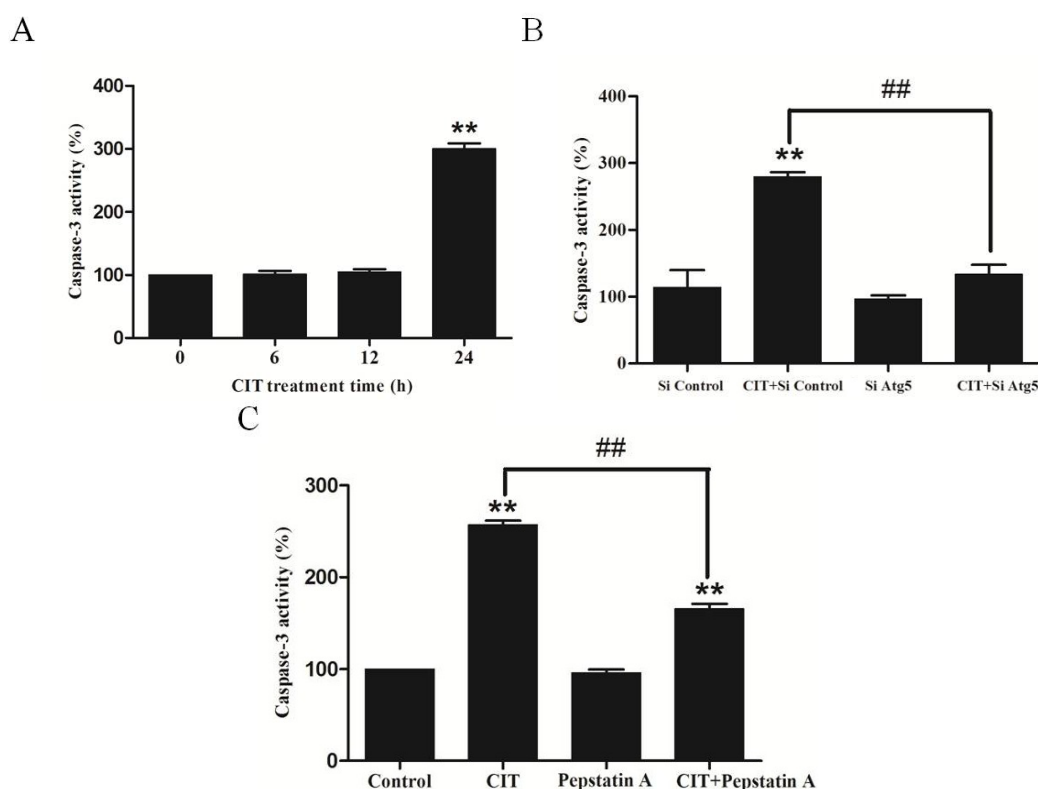 A
Caspase-3 activity (%)
400
300
200
100
0
**
0 6 12 24
CIT treatment time (h)
B
Caspase-3 activity (%)
400
300
200
100
0
##
**
Si Control CIT+Si Control Si Atg5 CIT+Si Atg5
C
Caspase-3 activity (%)
300
200
100
0
##
**
**
Control CIT Pepstatin A CIT+Pepstatin A